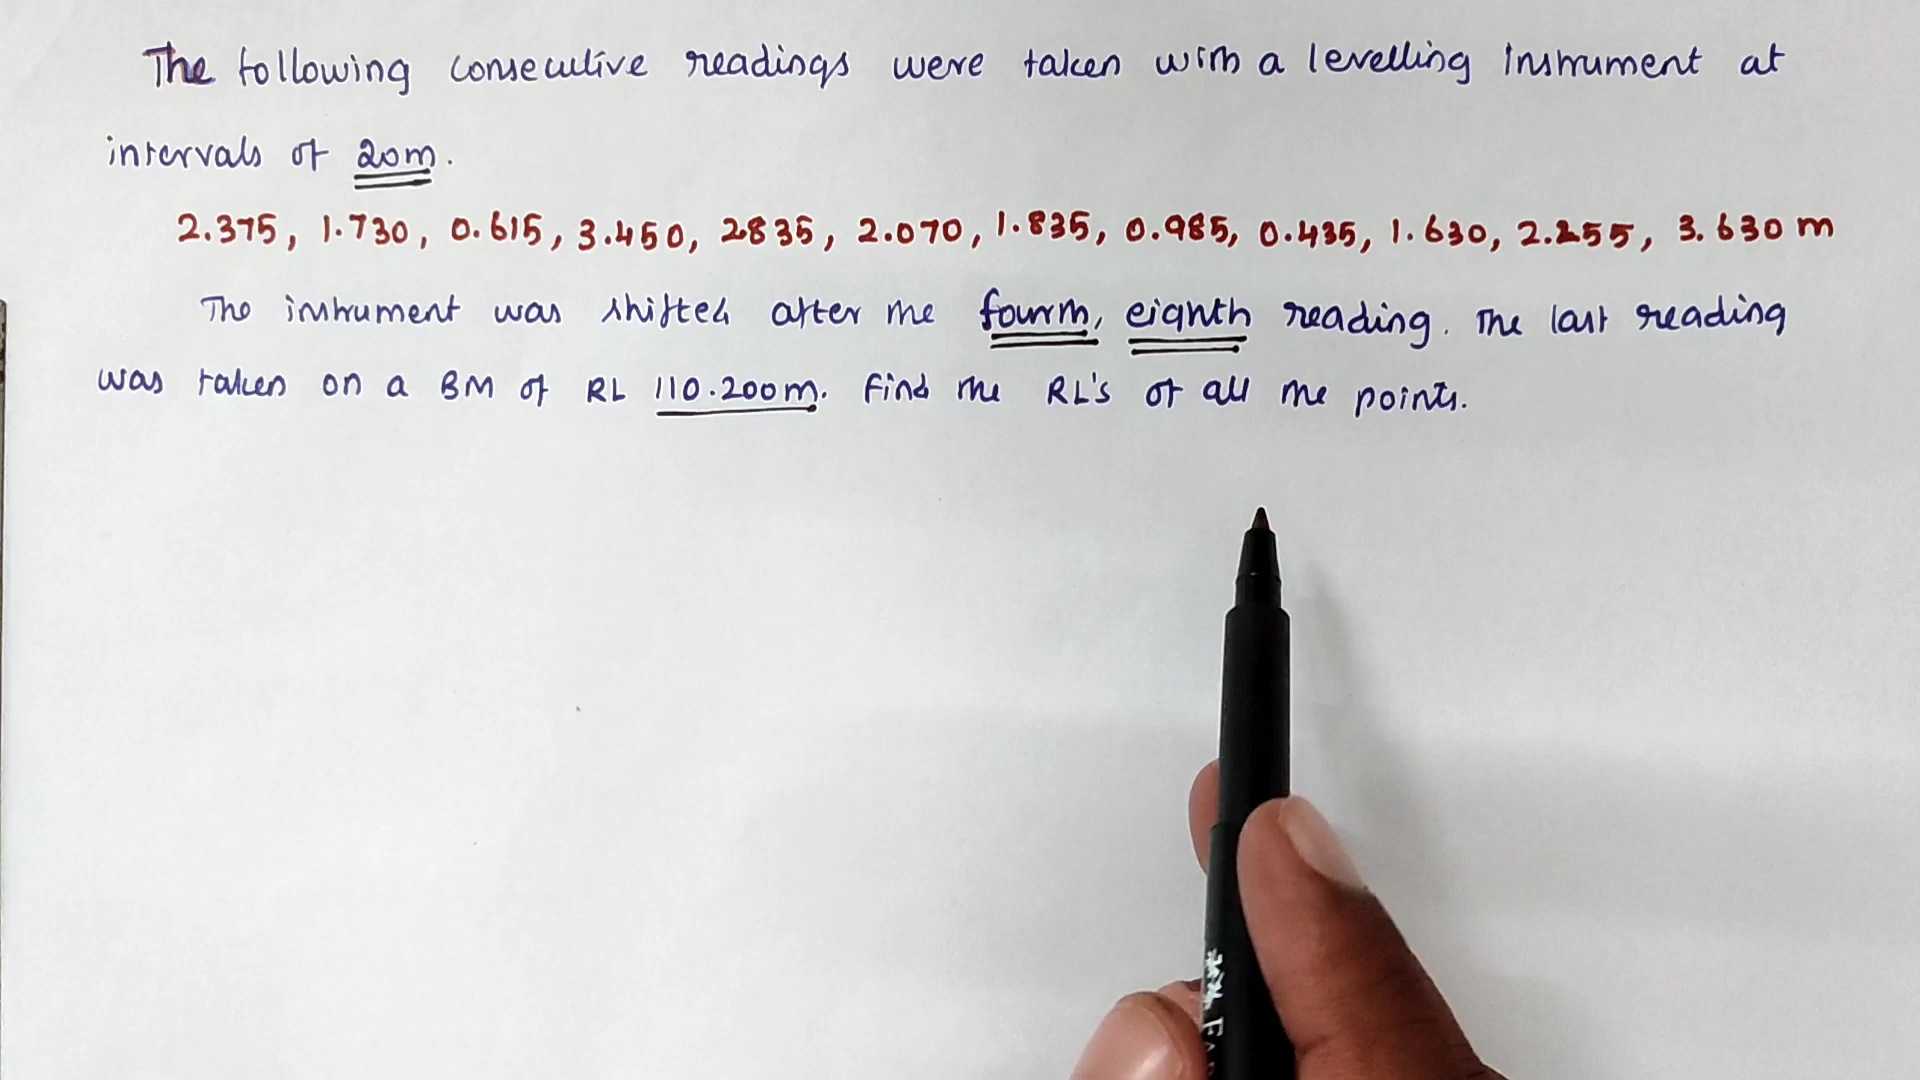 The following consecutive readings were taken with a levelling instrument at
intervals of 20m.
2.375, 1.730, 0.615, 3.450, 2835, 2.070, 1.835, 0.985, 0.435, 1.630, 2.255, 3.630 m
The instrument was shifted after the fourth, eighth reading. The last reading
was taken on a BM of RL 110.200m. Find the RL's of all the points.